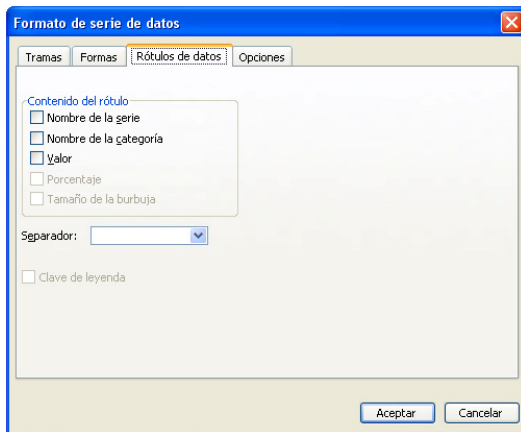 Formato de serie de datos
Tramas Formas Rótulos de datos Opciones
Contenido del rótulo
Nombre de la serie
Nombre de la categoría
Valor
Porcentaje
Tamaño de la burbuja
Separador:
Clave de leyenda
Aceptar Cancelar